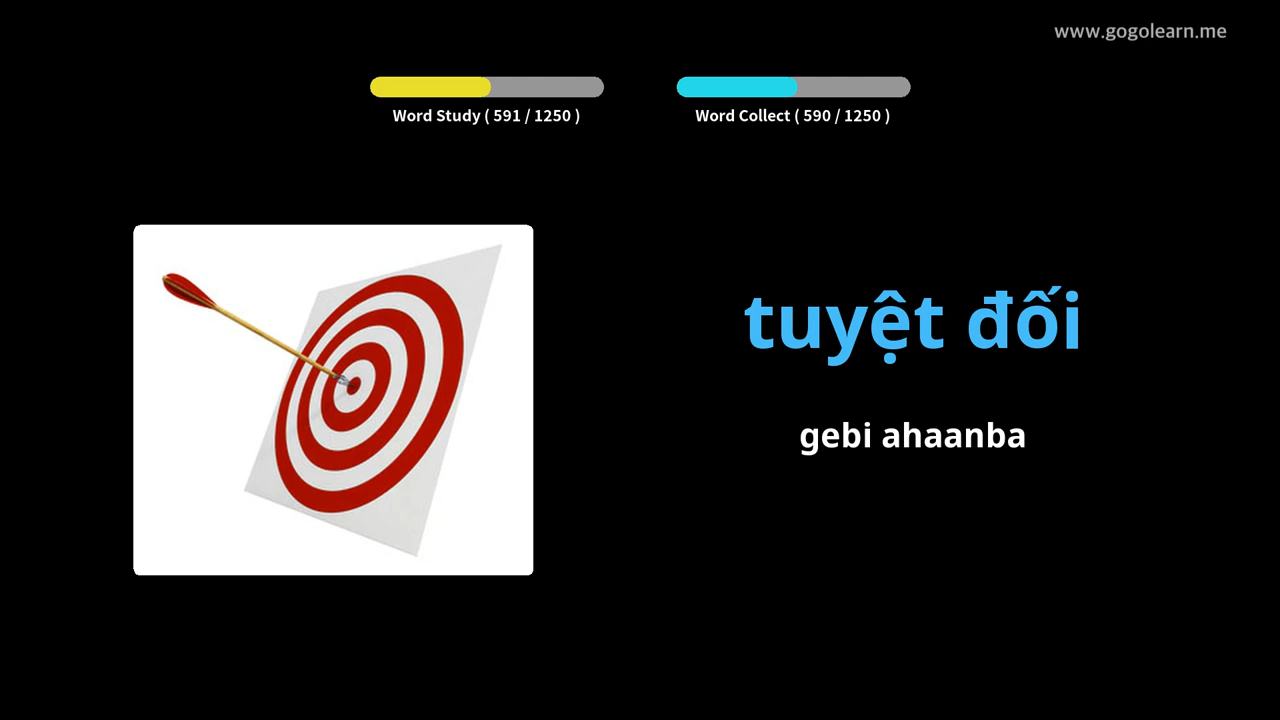 www.gogolearn.me
Word Study ( 591 / 1250 )
Word Collect ( 590 / 1250 )
tuyệt đối
gebi ahaanba